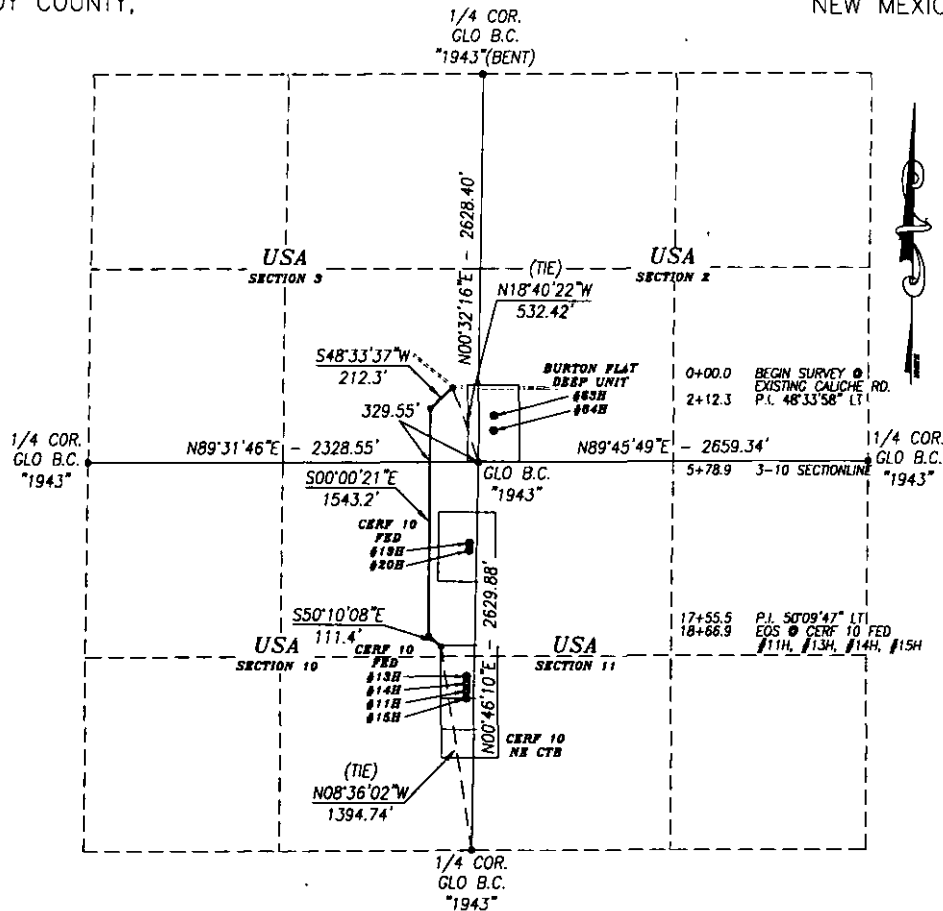 DY COUNTY,
NEW MEXIC
1/4 COR.
GLO B.C.
"1943"(BENT)
N00°32'16"E - 2628.40'
USA
SECTION 3
USA
SECTION 2
(TIE)
N18°40'22"W
532.42'
S48°33'37"W
212.3'
329.55'
BURTON FLAT
DEEP UNIT
#63H
#64H
0+00.0 BEGIN SURVEY @
EXISTING CALICHE RD.
2+12.3 P.I. 48°33'58" LT
1/4 COR.
GLO B.C.
"1943"
N89°31'46"E - 2328.55'
N89°45'49"E - 2659.34'
1/4 COR.
GLO B.C.
"1943"
GLO B.C.
"1943"
5+78.9 3-10 SECTIONLINE
S00°00'21"E
1543.2'
CERF 10
FED
#19H
#20H
2629.88'
N00°46'10"E -
S50°10'08"E
111.4'
17+55.5 P.I. 50°09'47" LT
18+66.9 EOS @ CERF 10 FED
#11H, #13H, #14H, #15H
USA
SECTION 10
USA
SECTION 11
CERF 10
FED
#13H
#14H
#11H
#15H
CERF 10
NE CTB
(TIE)
N08°36'02"W
1394.74'
1/4 COR.
GLO B.C.
"1943"